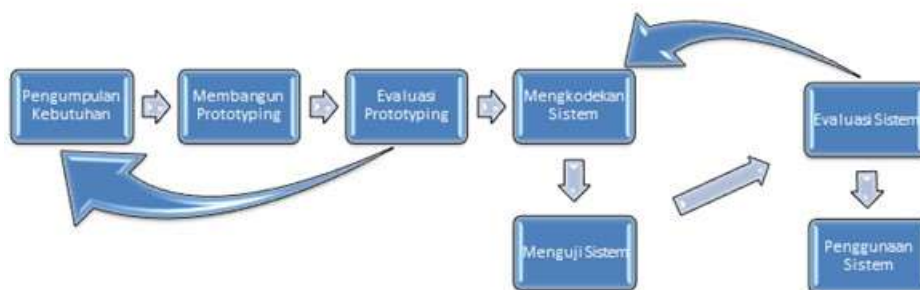 Pengumpulan
Kebutuhan
Membangun
Prototyping
Evaluasi
Prototyping
Mengkodekan
Sistem
Evaluasi Sistem
Menguji Sistem
Penggunaan
Sistem